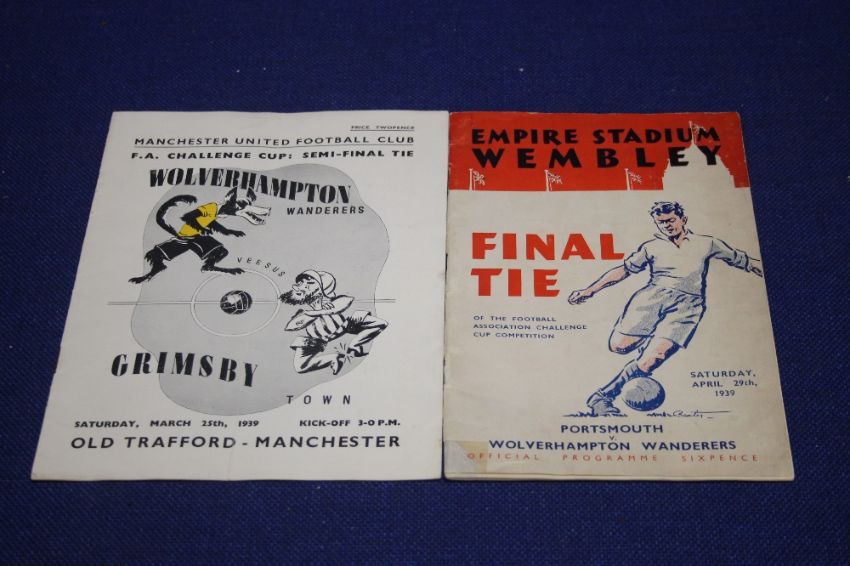 PRICE TWOPENCE
MANCHESTER UNITED FOOTBALL CLUB
F.A. CHALLENGE CUP: SEMI-FINAL TIE
WOLVERHAMPTON
WANDERERS
VERSUS
GRIMSBY
TOWN
SATURDAY, MARCH 25th, 1939 KICK-OFF 3-0 P.M.
OLD TRAFFORD - MANCHESTER
EMPIRE STADIUM
WEMBLEY
FINAL
TIE
OF THE FOOTBALL
ASSOCIATION CHALLENGE
CUP COMPETITION
SATURDAY,
APRIL 29th,
1939
PORTSMOUTH
v.
WOLVERHAMPTON WANDERERS
OFFICIAL PROGRAMME SIXPENCE